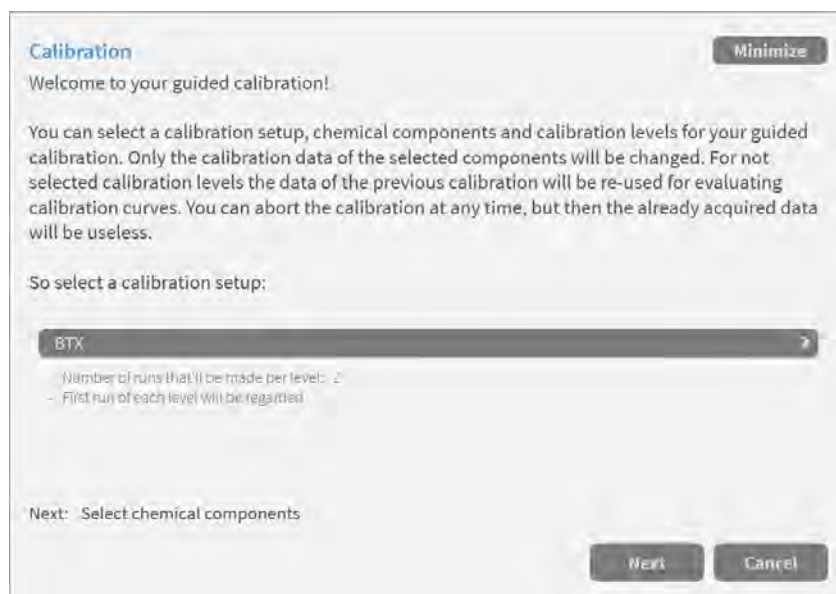 Calibration
Minimize
Welcome to your guided calibration!
You can select a calibration setup, chemical components and calibration levels for your guided
calibration. Only the calibration data of the selected components will be changed. For not
selected calibration levels the data of the previous calibration will be re-used for evaluating
calibration curves. You can abort the calibration at any time, but then the already acquired data
will be useless.
So select a calibration setup:
BTX
Number of runs that'll be made per level: 2
- First run of each level will be regarded
Next: Select chemical components
Next
Cancel